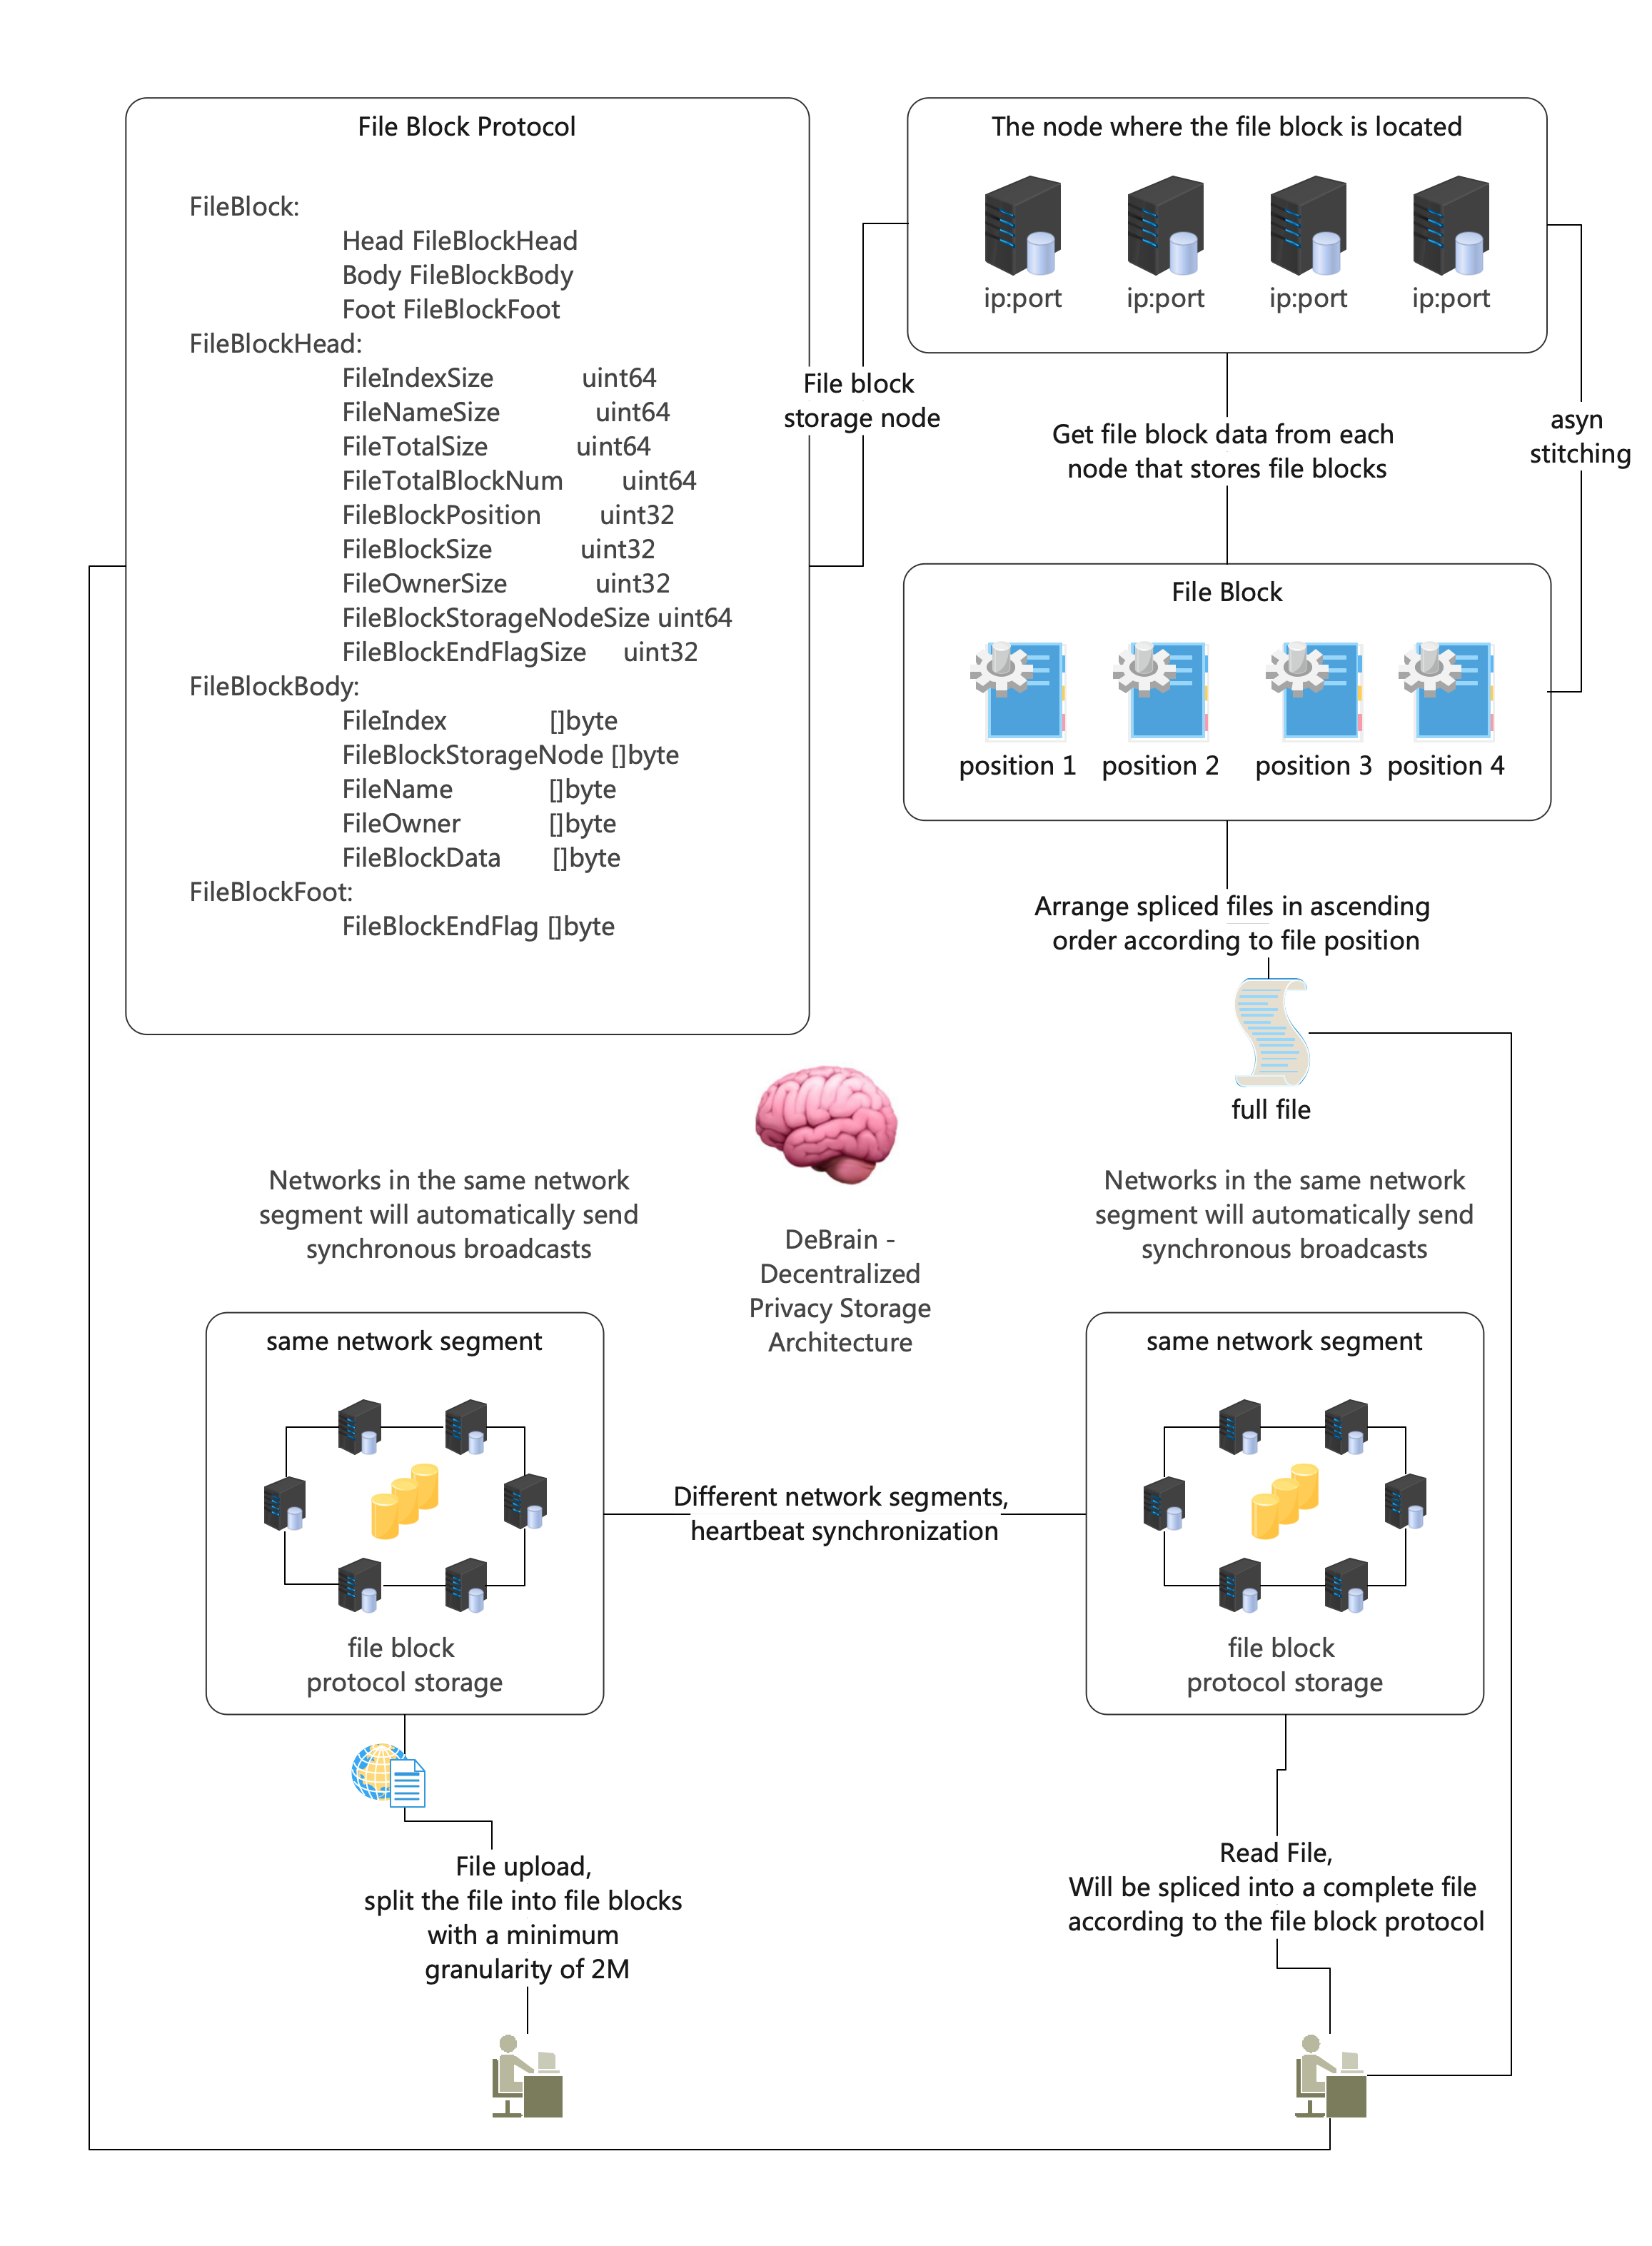 File Block Protocol
FileBlock:
Head FileBlockHead
Body FileBlockBody
Foot FileBlockFoot
FileBlockHead:
FileIndexSize uint64
FileNameSize uint64
FileTotalSize uint64
FileTotalBlockNum uint64
FileBlockPosition uint32
FileBlockSize uint32
FileOwnerSize uint32
FileBlockStorageNodeSize uint64
FileBlockEndFlagSize uint32
FileBlockBody:
FileIndex []byte
FileBlockStorageNode []byte
FileName []byte
FileOwner []byte
FileBlockData []byte
FileBlockFoot:
FileBlockEndFlag []byte
File block
storage node
The node where the file block is located
ip:port ip:port ip:port ip:port
Get file block data from each
node that stores file blocks
asyn
stitching
File Block
position 1 position 2 position 3 position 4
Arrange spliced files in ascending
order according to file position
full file
DeBrain -
Decentralized
Privacy Storage
Architecture
Networks in the same network
segment will automatically send
synchronous broadcasts
same network segment
file block
protocol storage
Different network segments,
heartbeat synchronization
Networks in the same network
segment will automatically send
synchronous broadcasts
same network segment
file block
protocol storage
File upload,
split the file into file blocks
with a minimum
granularity of 2M
Read File,
Will be spliced into a complete file
according to the file block protocol